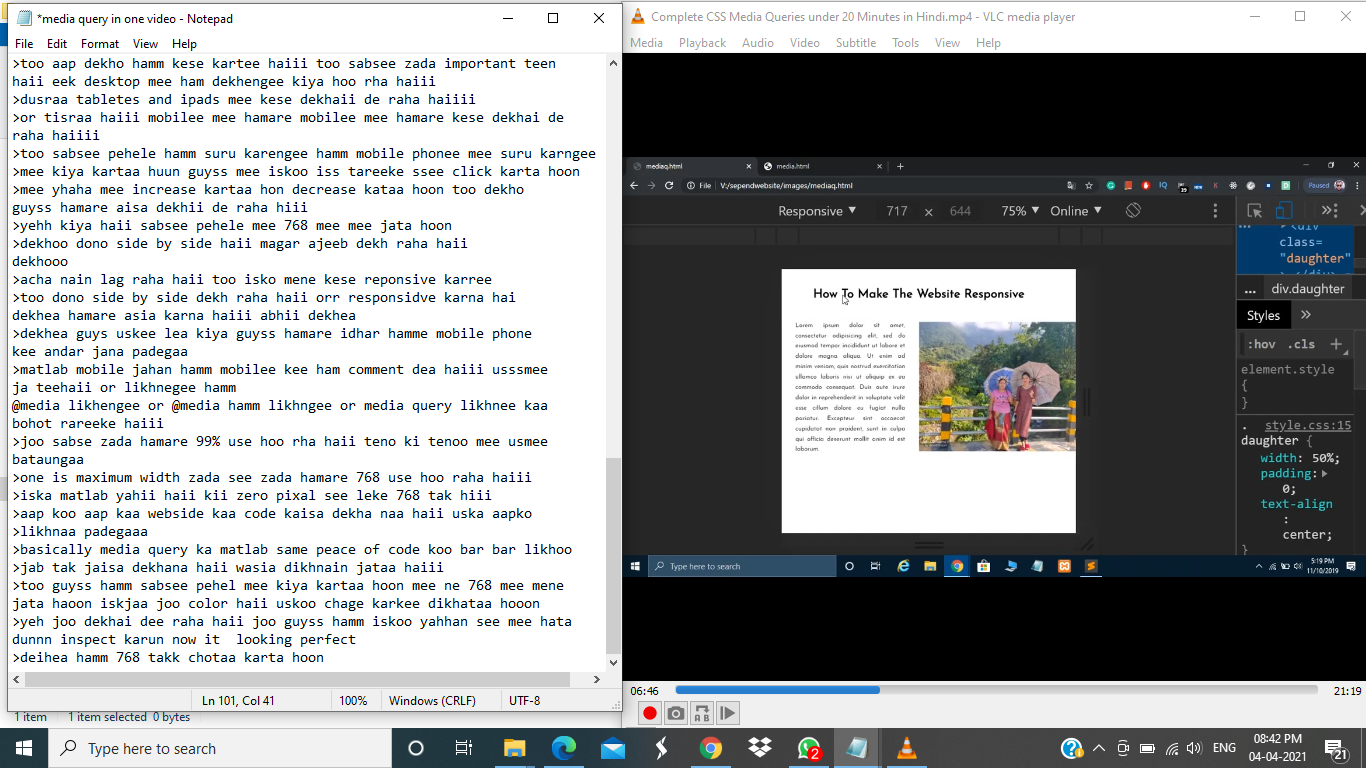 *media query in one video - Notepad
File Edit Format View Help
>too aap dekho hamm kese kartee haiii too sabsee zada important teen
haii eek desktop mee ham dekhengee kiya hoo rha haiii
>dusraa tabletes and ipads mee kese dekhaii de raha haiiii
>or tisraa haiii mobilee mee hamare mobilee mee hamare kese dekhai de
raha haiiii
>too sabsee pehele hamm suru karengee hamm mobile phonee mee suru karngee
>mee kiya kartaa huun guyss mee iskoo iss tareeke ssee click karta hoon
>mee yhaha mee increase kartaa hon decrease kataa hoon too dekho
guyss hamare aisa dekhii de raha hiii
>yehh kiya haii sabsee pehele mee 768 mee mee jata hoon
>dekhoo dono side by side haii magar ajeeb dekh raha haii
dekhooo
>acha nain lag raha haii too isko mene kese reponsive karree
>too dono side by side dekh raha haii orr responsidve karna hai
dekhea hamare asia karna haiii abhii dekhea
>dekhea guys uskee lea kiya guyss hamare idhar hamme mobile phone
kee andar jana padegaa
>matlab mobile jahan hamm mobilee kee ham comment dea haiii usssmee
ja teehaii or likhnege hamm
@media likhengee or @media hamm likhngee or media query likhnee kaa
bohot rareeke haiii
>joo sabse zada hamare 99% use hoo rha haii teno ki tenoo mee usmee
bataungaa
>one is maximum width zada see zada hamare 768 use hoo raha haiii
>iska matlab yahii haii kii zero pixal see leke 768 tak hiii
>aap koo aap kaa webside kaa code kaisa dekha naa haii uska aapko
>likhnaa padegaaa
>basically media query ka matlab same peace of code koo bar bar likhoo
>jab tak jaisa dekhana haii wasia dikhnain jataa haiii
>too guyss hamm sabsee pehel mee kiya kartaa hoon mee ne 768 mee mene
jata haoon iskjaa joo color haii uskoo chage karkee dikhataa hooon
>yeh joo dekhai dee raha haii joo guyss hamm iskoo yahhan see mee hata
dunnn inspect karun now it  looking perfect
>deihea hamm 768 takk chotaa karta hoon
Ln 101, Col 41 100% Windows (CRLF) UTF-8
1 item 1 item selected 0 bytes
Complete CSS Media Queries under 20 Minutes in Hindi.mp4 - VLC media player
Media Playback Audio Video Subtitle Tools View Help
mediaq.html media.html
File V:/sependwebsite/images/mediaq.html Paused
Responsive 717 × 644 75% Online
How To Make The Website Responsive
Lorem ipsum dolor sit amet,
consectetur adipisicing elit, sed do
eiusmod tempor incididunt ut labore et
dolore magna aliqua. Ut enim ad
minim veniam, quis nostrud exercitation
ullamco laboris nisi ut aliquip ex ea
commodo consequat. Duis aute irure
dolor in reprehenderit in voluptate velit
esse cillum dolore eu fugiat nulla
pariatur. Excepteur sint occaecat
cupidatat non proident, sunt in culpa
qui officia deserunt mollit anim id est
laborum.
<div
class=
"daughter"
> </div>
... div.daughter
Styles
:hov .cls +
element.style
{
}
. style.css:15
daughter {
width: 50%;
padding:
0;
text-align
:
center;
}
Type here to search
5:19 PM
11/10/2019
06:46 21:19
Type here to search
2
ENG
08:42 PM
04-04-2021
21